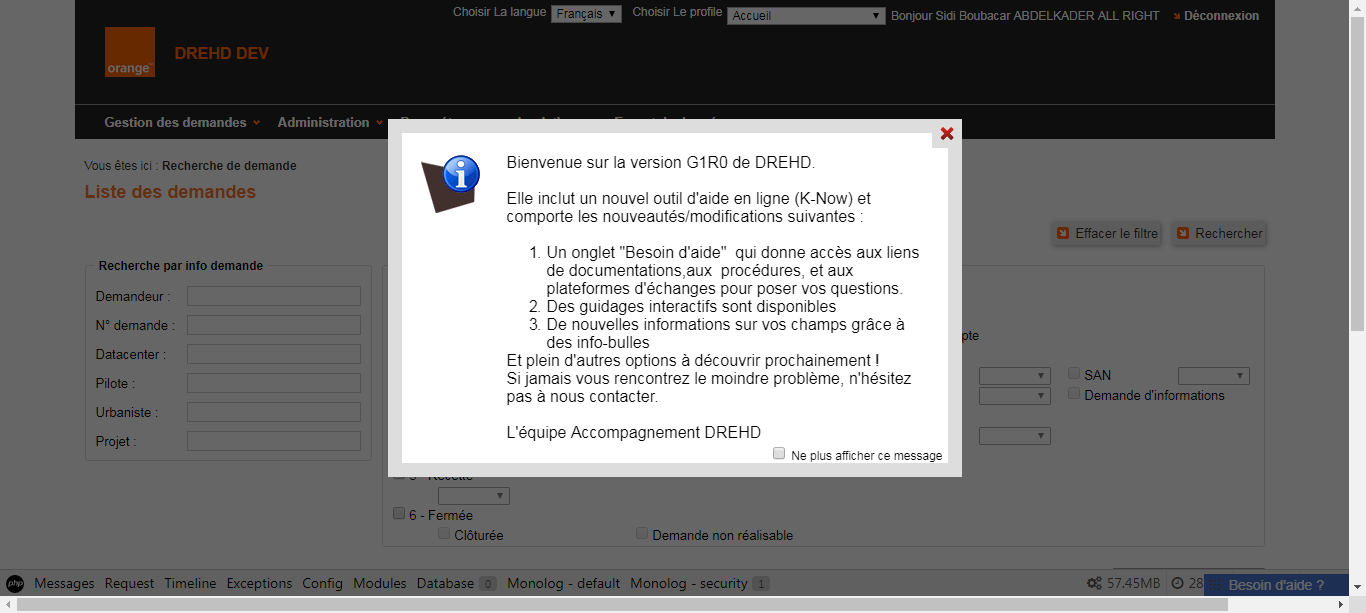 Choisir La langue Français Choisir Le profile Accueil Bonjour Sidi Boubacar ABDELKADER ALL RIGHT Déconnexion
orange™
DREHD DEV
Gestion des demandes Administration
Vous êtes ici : Recherche de demande
Liste des demandes
Effacer le filtre Rechercher
Recherche par info demande
Demandeur :
N° demande :
Datacenter :
Pilote :
Urbaniste :
Projet :
Bienvenue sur la version G1R0 de DREHD.
Elle inclut un nouvel outil d'aide en ligne (K-Now) et
comporte les nouveautés/modifications suivantes :
1. Un onglet "Besoin d'aide"  qui donne accès aux liens
de documentations,aux  procédures, et aux
plateformes d'échanges pour poser vos questions.
2. Des guidages interactifs sont disponibles
3. De nouvelles informations sur vos champs grâce à
des info-bulles
Et plein d'autres options à découvrir prochainement !
Si jamais vous rencontrez le moindre problème, n'hésitez
pas à nous contacter.
L'équipe Accompagnement DREHD
Ne plus afficher ce message
pte
SAN
Demande d'informations
6 - Fermée
Clôturée Demande non réalisable
php Messages Request Timeline Exceptions Config Modules Database 0 Monolog - default Monolog - security 1 57.45MB 28 Besoin d'aide ?